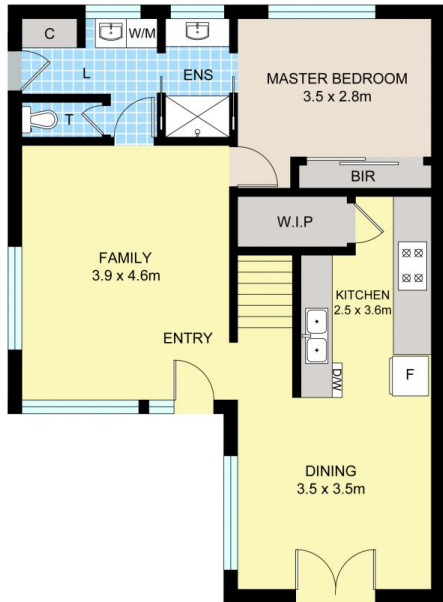 C
W/M
L
ENS
T
MASTER BEDROOM
3.5 x 2.8m
BIR
W.I.P
FAMILY
3.9 x 4.6m
KITCHEN
2.5 x 3.6m
ENTRY
D/W
F
DINING
3.5 x 3.5m